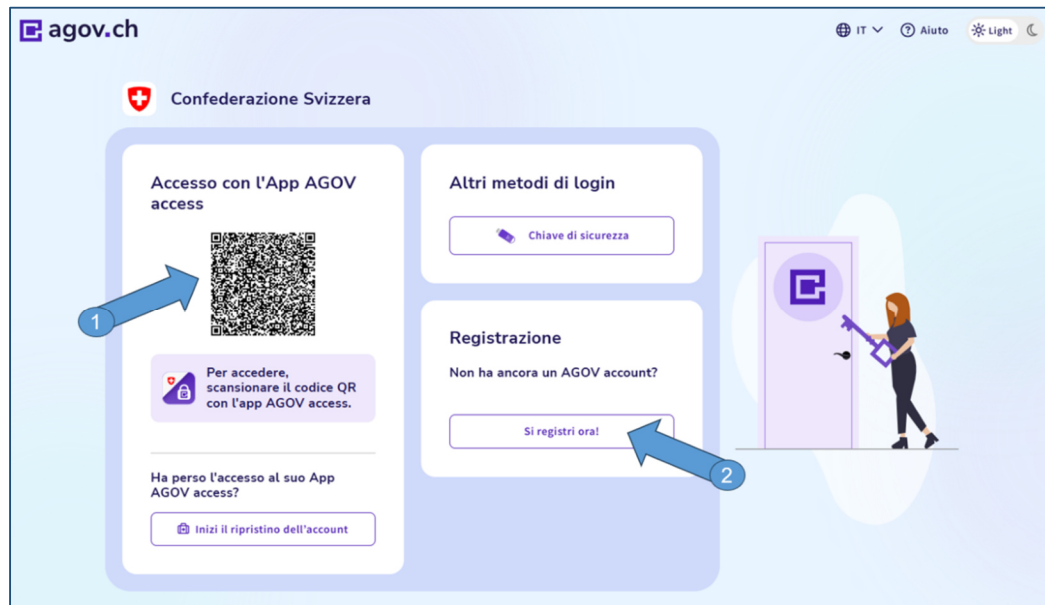 agov.ch
IT
Aiuto
Light
Confederazione Svizzera
Accesso con l'App AGOV
access
1
Per accedere,
scansionare il codice QR
con l'app AGOV access.
Ha perso l'accesso al suo App
AGOV access?
Inizi il ripristino dell'account
Altri metodi di login
Chiave di sicurezza
Registrazione
Non ha ancora un AGOV account?
Si registri ora!
2